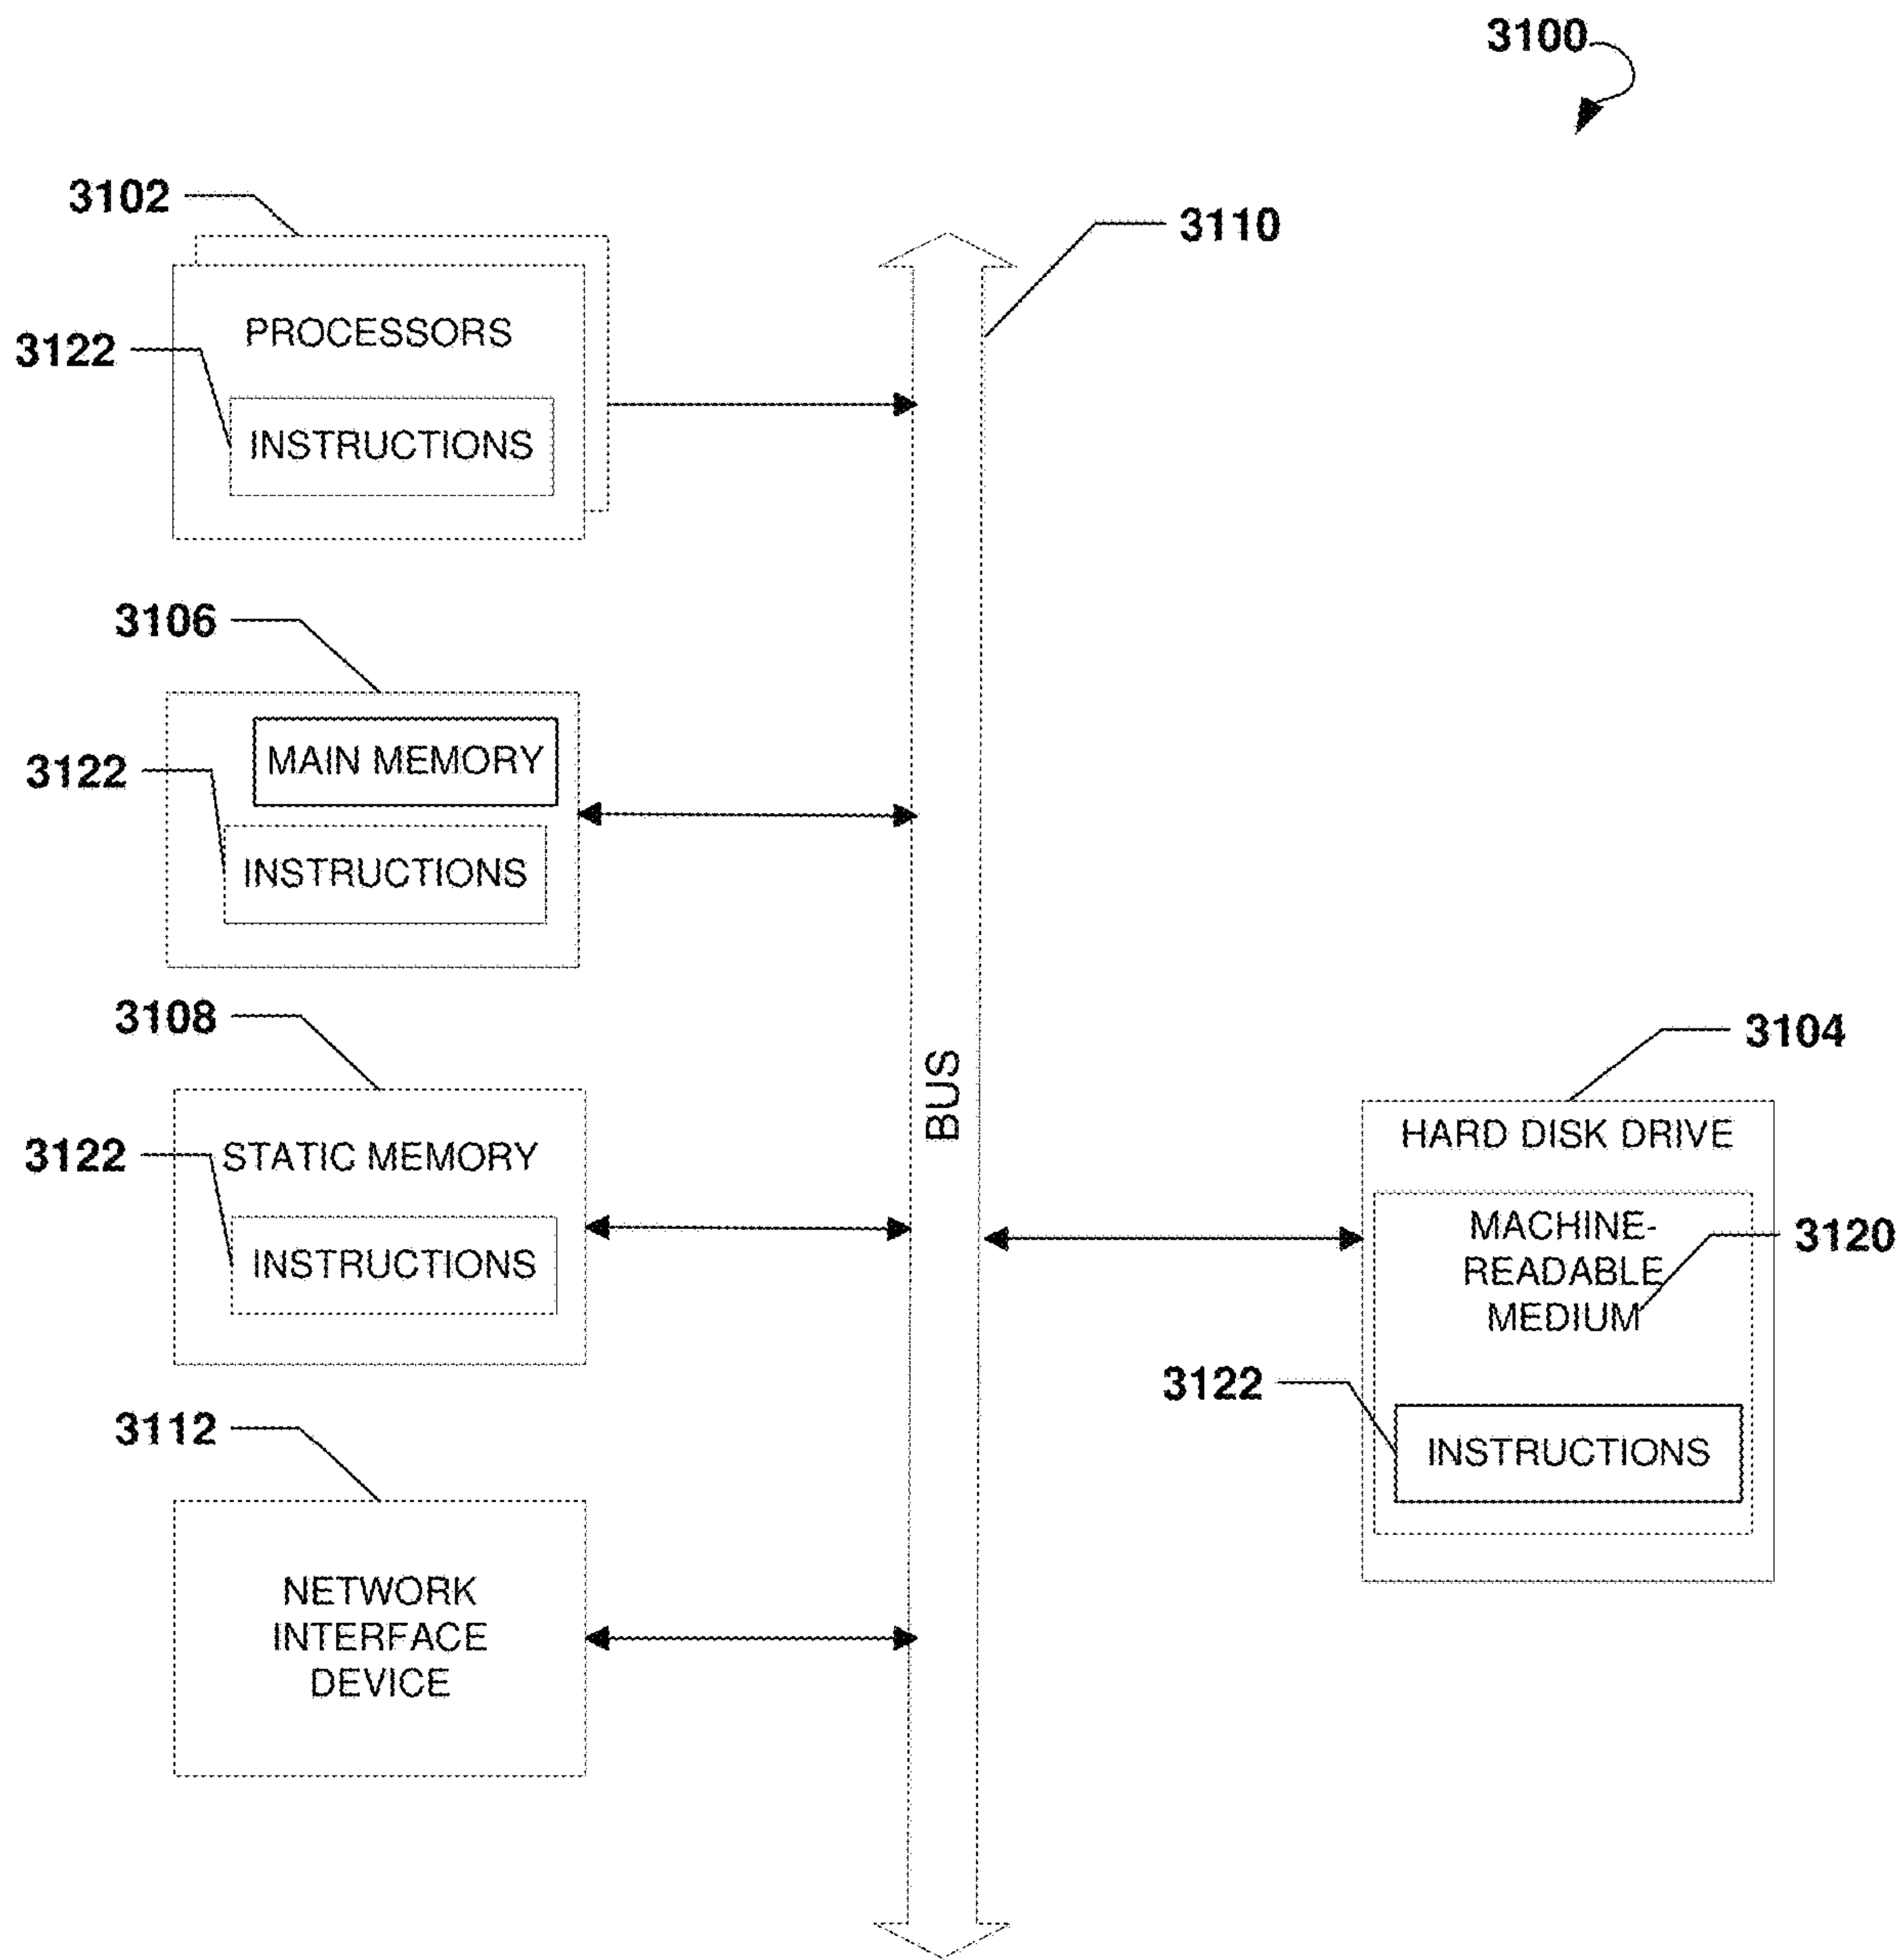 3100
3102
3110
PROCESSORS
3122
INSTRUCTIONS
3106
MAIN MEMORY
3122
INSTRUCTIONS
3108
3104
BUS
HARD DISK DRIVE
3122
STATIC MEMORY
MACHINE-
3120
READABLE
INSTRUCTIONS
MEDIUM
3122
3112
INSTRUCTIONS
NETWORK
INTERFACE
DEVICE